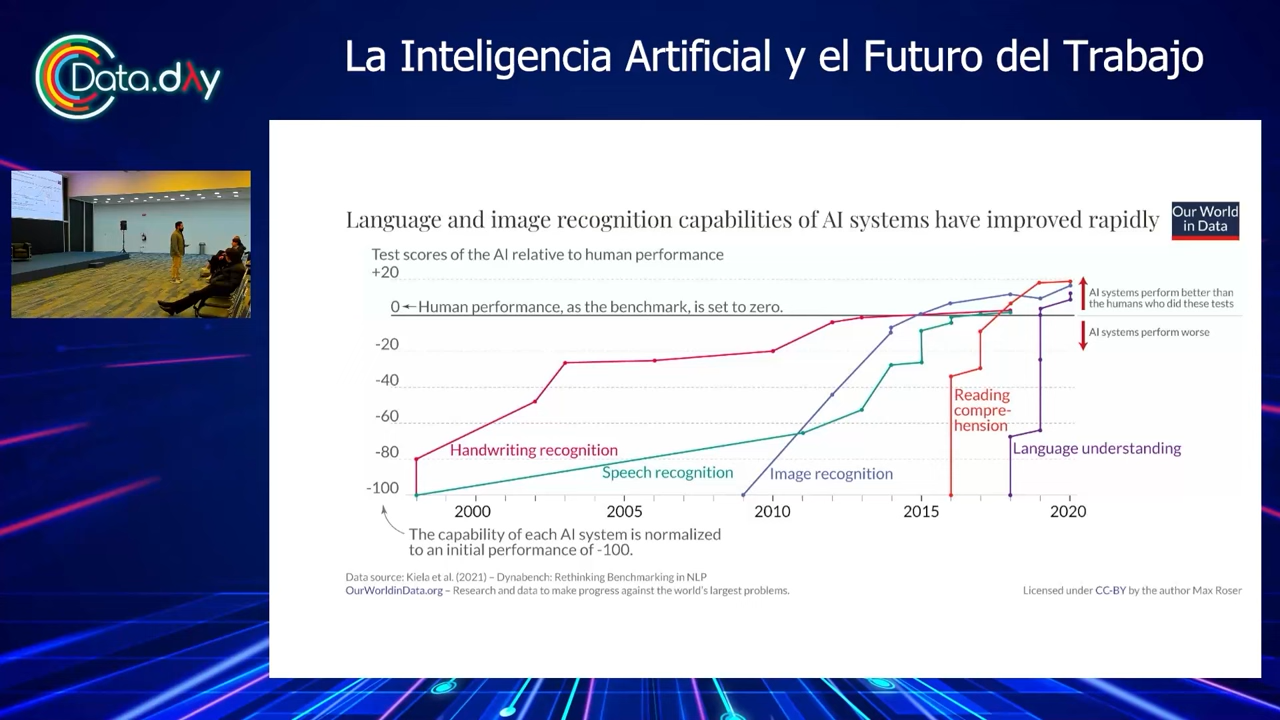 La Inteligencia Artificial y el Futuro del Trabajo
Data.dλy
Language and image recognition capabilities of AI systems have improved rapidly
Our World
in Data
Test scores of the AI relative to human performance
+20
0 ←Human performance, as the benchmark, is set to zero.
AI systems perform better than
the humans who did these tests
AI systems perform worse
-20
-40
-60
-80
-100
Handwriting recognition
Speech recognition
Image recognition
Reading
compre-
hension
Language understanding
2000
2005
2010
2015
2020
The capability of each AI system is normalized
to an initial performance of -100.
Data source: Kiela et al. (2021) – Dynabench: Rethinking Benchmarking in NLP
OurWorldinData.org – Research and data to make progress against the world's largest problems.
Licensed under CC-BY by the author Max Roser